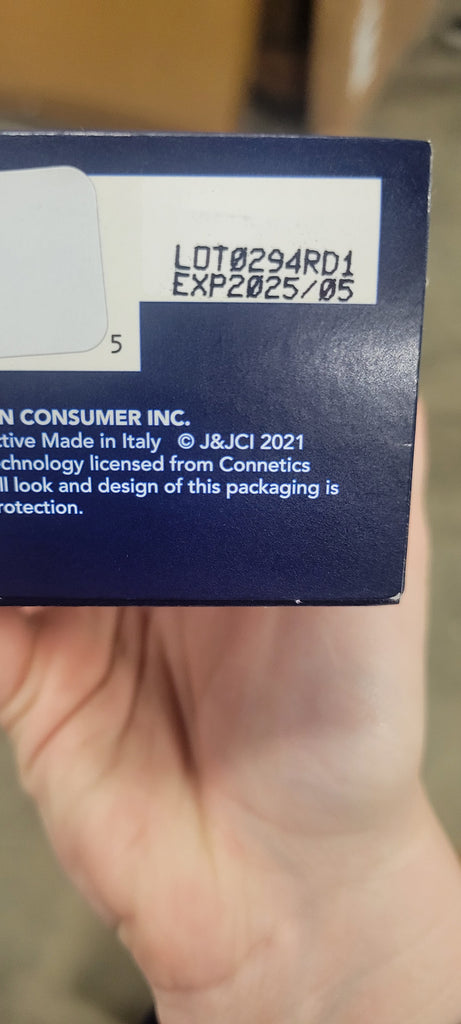 LOT0294RD1
EXP2025/05
5
N CONSUMER INC.
ctive Made in Italy © J&JCI 2021
chnology licensed from Connetics
ll look and design of this packaging is
rotection.